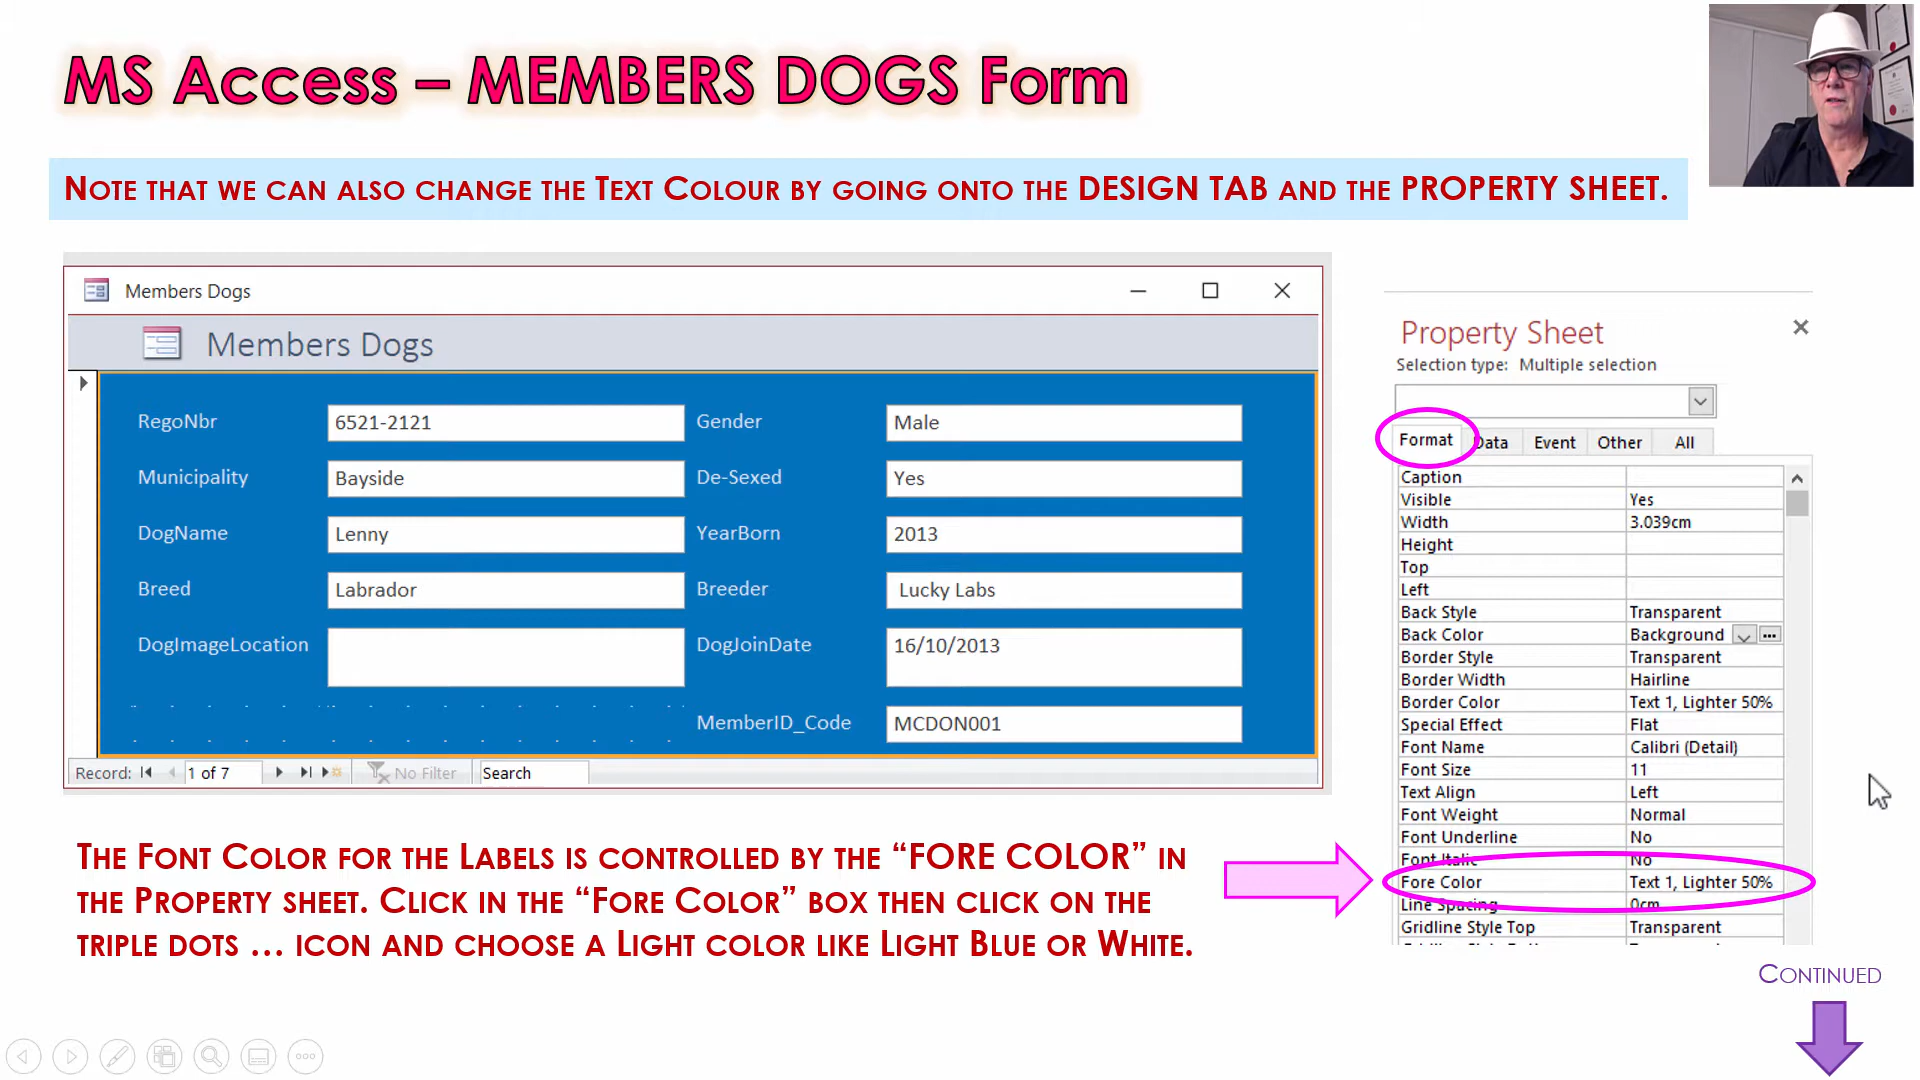 MS Access – MEMBERS DOGS Form
Note that we can also change the Text Colour by going onto the DESIGN TAB and the PROPERTY SHEET.
Members Dogs
Members Dogs
RegoNbr 6521-2121 Gender Male
Municipality Bayside De-Sexed Yes
DogName Lenny YearBorn 2013
Breed Labrador Breeder Lucky Labs
DogImageLocation DogJoinDate 16/10/2013
MemberID_Code MCDON001
Record: 1 of 7 No Filter Search
Property Sheet
Selection type: Multiple selection
Format Data Event Other All
Caption
Visible Yes
Width 3.039cm
Height
Top
Left
Back Style Transparent
Back Color Background
Border Style Transparent
Border Width Hairline
Border Color Text 1, Lighter 50%
Special Effect Flat
Font Name Calibri (Detail)
Font Size 11
Text Align Left
Font Weight Normal
Font Underline No
Font Italic No
Fore Color Text 1, Lighter 50%
Line Spacing 0cm
Gridline Style Top Transparent
The Font Color for the Labels is controlled by the “FORE COLOR” in
the Property sheet. Click in the “Fore Color” box then click on the
triple dots … icon and choose a Light color like Light Blue or White.
Continued